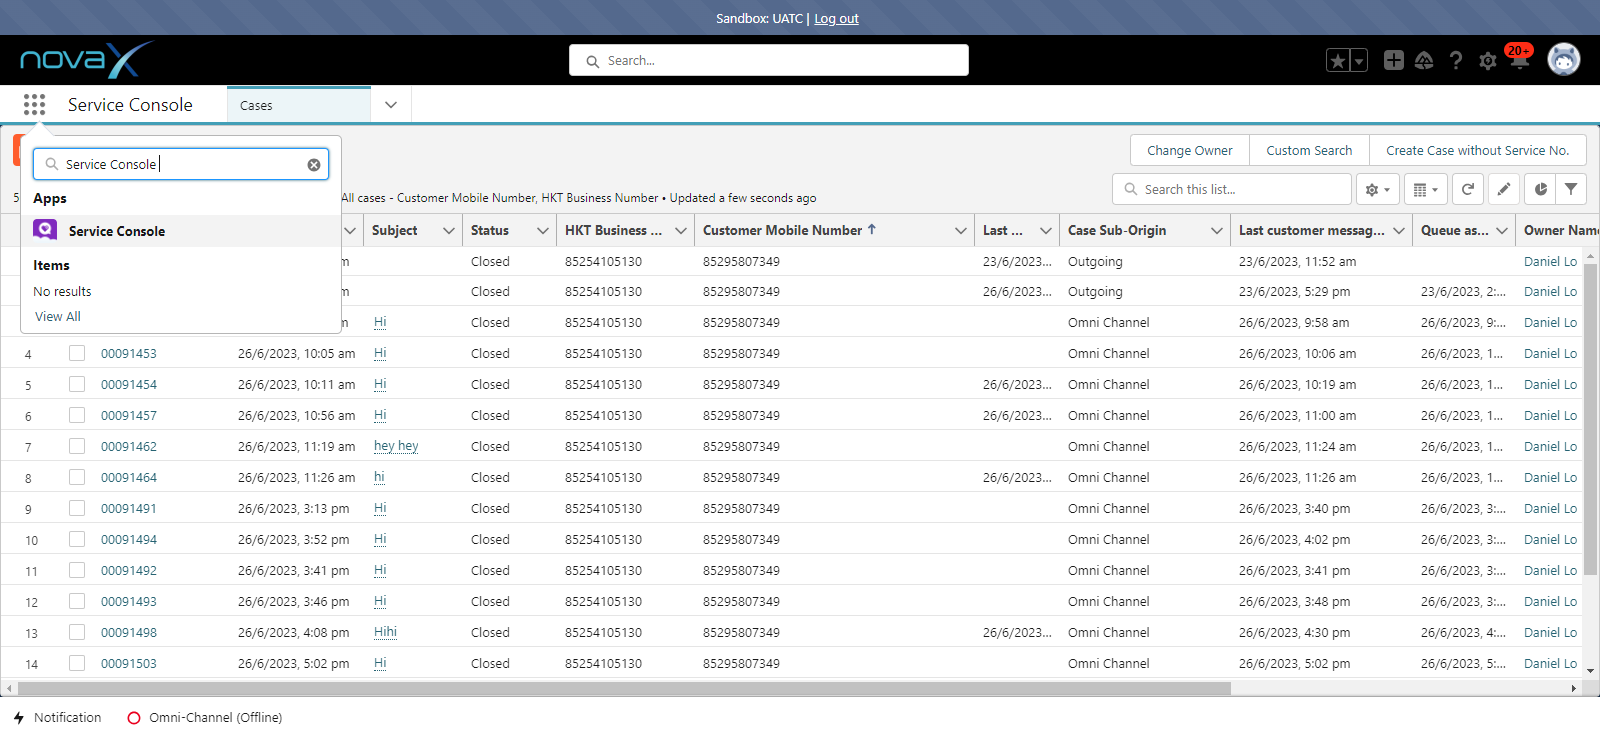 Sandbox: UATC | Log out
novaX
Search...
20+
Service Console
Cases
Service Console
Apps
Service Console
Items
No results
View All
Change Owner
Custom Search
Create Case without Service No.
5
All cases - Customer Mobile Number, HKT Business Number • Updated a few seconds ago
Search this list...
Subject Status HKT Business ... Customer Mobile Number Last ... Case Sub-Origin Last customer messag... Queue as... Owner Name
m Closed 85254105130 85295807349 23/6/2023... Outgoing 23/6/2023, 11:52 am Daniel Lo
m Closed 85254105130 85295807349 26/6/2023... Outgoing 23/6/2023, 5:29 pm 23/6/2023, 2:... Daniel Lo
m Hi Closed 85254105130 85295807349 Omni Channel 26/6/2023, 9:58 am 26/6/2023, 9:... Daniel Lo
4 00091453 26/6/2023, 10:05 am Hi Closed 85254105130 85295807349 Omni Channel 26/6/2023, 10:06 am 26/6/2023, 1... Daniel Lo
5 00091454 26/6/2023, 10:11 am Hi Closed 85254105130 85295807349 26/6/2023... Omni Channel 26/6/2023, 10:19 am 26/6/2023, 1... Daniel Lo
6 00091457 26/6/2023, 10:56 am Hi Closed 85254105130 85295807349 26/6/2023... Omni Channel 26/6/2023, 11:00 am 26/6/2023, 1... Daniel Lo
7 00091462 26/6/2023, 11:19 am hey hey Closed 85254105130 85295807349 Omni Channel 26/6/2023, 11:24 am 26/6/2023, 1... Daniel Lo
8 00091464 26/6/2023, 11:26 am hi Closed 85254105130 85295807349 26/6/2023... Omni Channel 26/6/2023, 11:26 am 26/6/2023, 1... Daniel Lo
9 00091491 26/6/2023, 3:13 pm Hi Closed 85254105130 85295807349 Omni Channel 26/6/2023, 3:40 pm 26/6/2023, 3:... Daniel Lo
10 00091494 26/6/2023, 3:52 pm Hi Closed 85254105130 85295807349 Omni Channel 26/6/2023, 4:02 pm 26/6/2023, 3:... Daniel Lo
11 00091492 26/6/2023, 3:41 pm Hi Closed 85254105130 85295807349 Omni Channel 26/6/2023, 3:41 pm 26/6/2023, 3:... Daniel Lo
12 00091493 26/6/2023, 3:46 pm Hi Closed 85254105130 85295807349 Omni Channel 26/6/2023, 3:48 pm 26/6/2023, 3:... Daniel Lo
13 00091498 26/6/2023, 4:08 pm Hihi Closed 85254105130 85295807349 26/6/2023... Omni Channel 26/6/2023, 4:30 pm 26/6/2023, 4:... Daniel Lo
14 00091503 26/6/2023, 5:02 pm Hi Closed 85254105130 85295807349 Omni Channel 26/6/2023, 5:02 pm 26/6/2023, 5:... Daniel Lo
Notification
Omni-Channel (Offline)